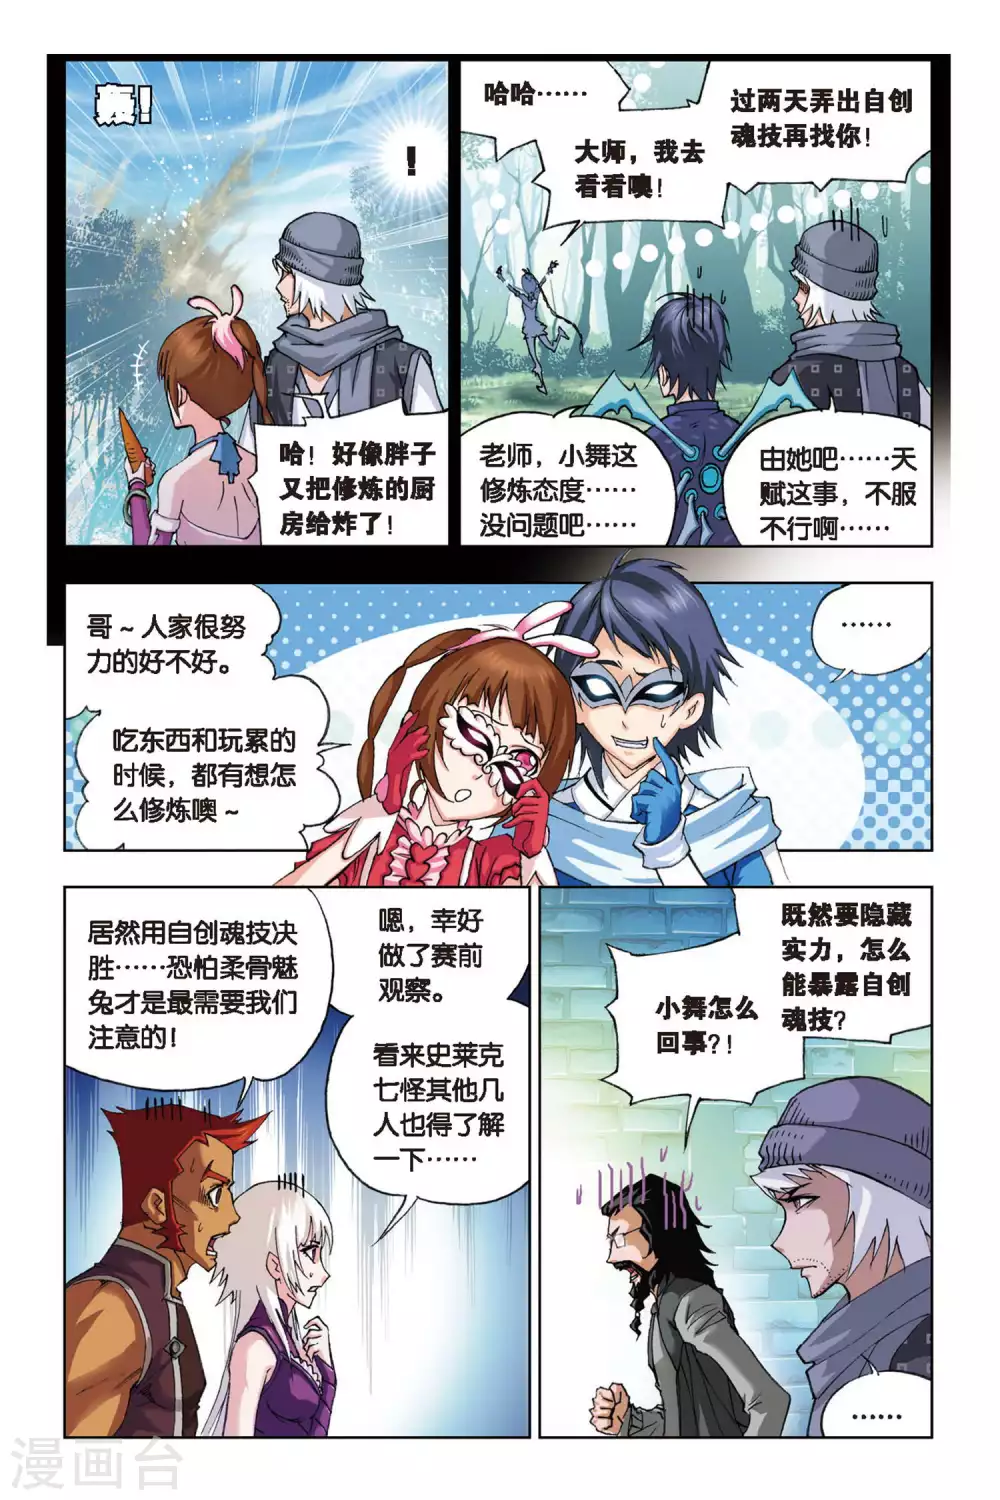 轰！
！
哈！好像胖子
又把修炼的厨
房给炸了！
哈哈……
大师，我去
看看噢！
过两天弄出自创
魂技再找你！
老师，小舞这
修炼态度……
没问题吧……
由她吧……天
赋这事，不服
不行啊……
哥~人家很努
力的好不好。
吃东西和玩累的
时候，都有想怎
么修炼噢~
……
居然用自创魂技决
胜……恐怕柔骨魅
兔才是最需要我们
注意的！
嗯，幸好
做了赛前
观察。
看来史莱克
七怪其他几
人也得了解
一下……
既然要隐藏
实力，怎么
能暴露自创
魂技？
小舞怎么
回事？！
……
漫画台